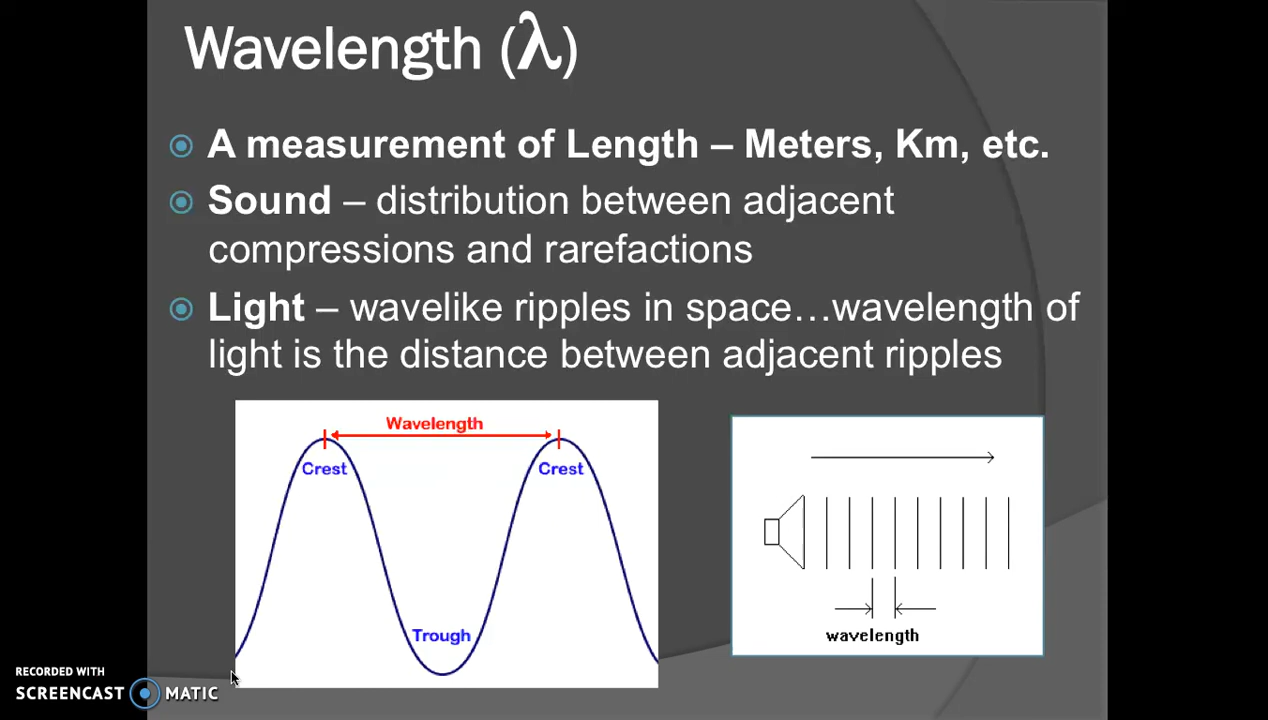 Wavelength (λ)
A measurement of Length – Meters, Km, etc.
Sound – distribution between adjacent
compressions and rarefactions
Light – wavelike ripples in space…wavelength of
light is the distance between adjacent ripples
Wavelength
Crest
Crest
Trough
wavelength
RECORDED WITH
SCREENCAST MATIC